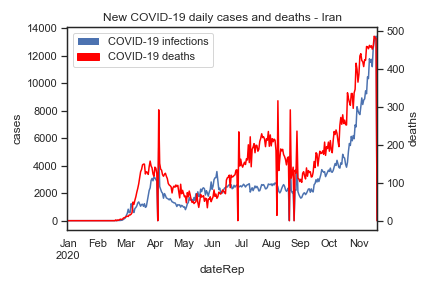 New COVID-19 daily cases and deaths - Iran
COVID-19 infections
COVID-19 deaths
14000
12000
10000
8000
6000
4000
2000
0
cases
500
400
300
200
100
0
deaths
Jan Feb Mar Apr May Jun Jul Aug Sep Oct Nov
2020
dateRep